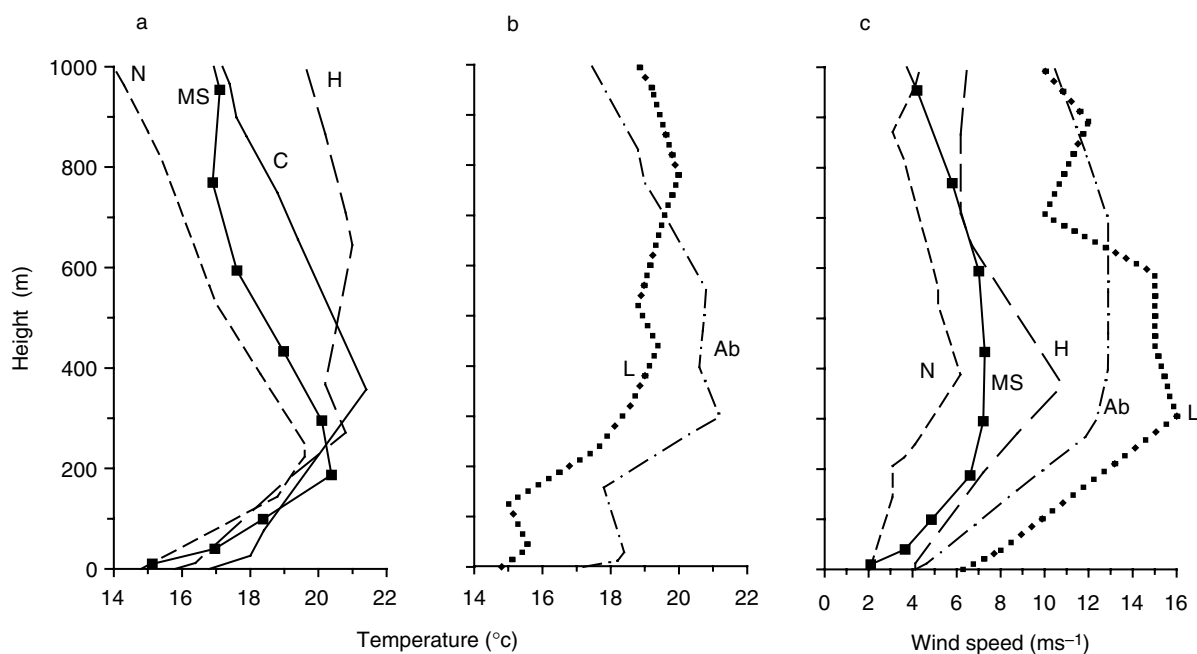 a
b
c
1000
800
600
400
200
0
Height (m)
N
MS
C
H
L
Ab
N
MS
H
Ab
L
14 16 18 20 22
14 16 18 20 22
0 2 4 6 8 10 12 14 16
Temperature (°c)
Wind speed (ms⁻¹)